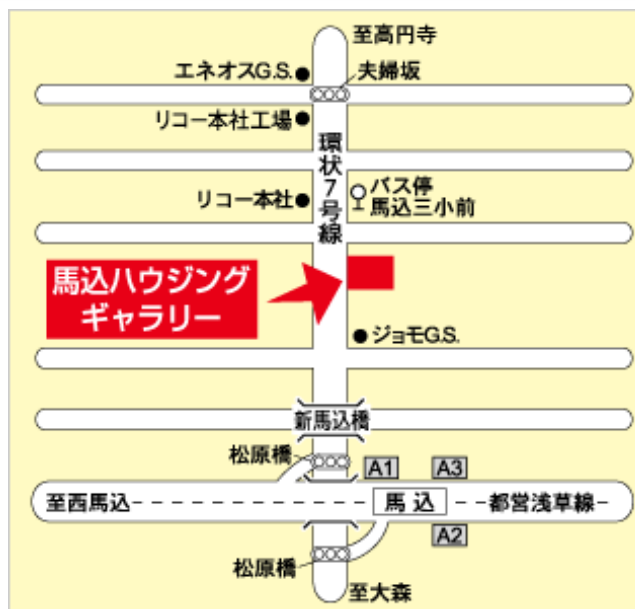 至高円寺
エネオスG.S.
夫婦坂
リコー本社工場
環状7号線
リコー本社
バス停
馬込三小前
馬込ハウジング
ギャラリー
ジョモG.S.
新馬込橋
松原橋
A1
A3
至西馬込
馬込
都営浅草線
A2
松原橋
至大森